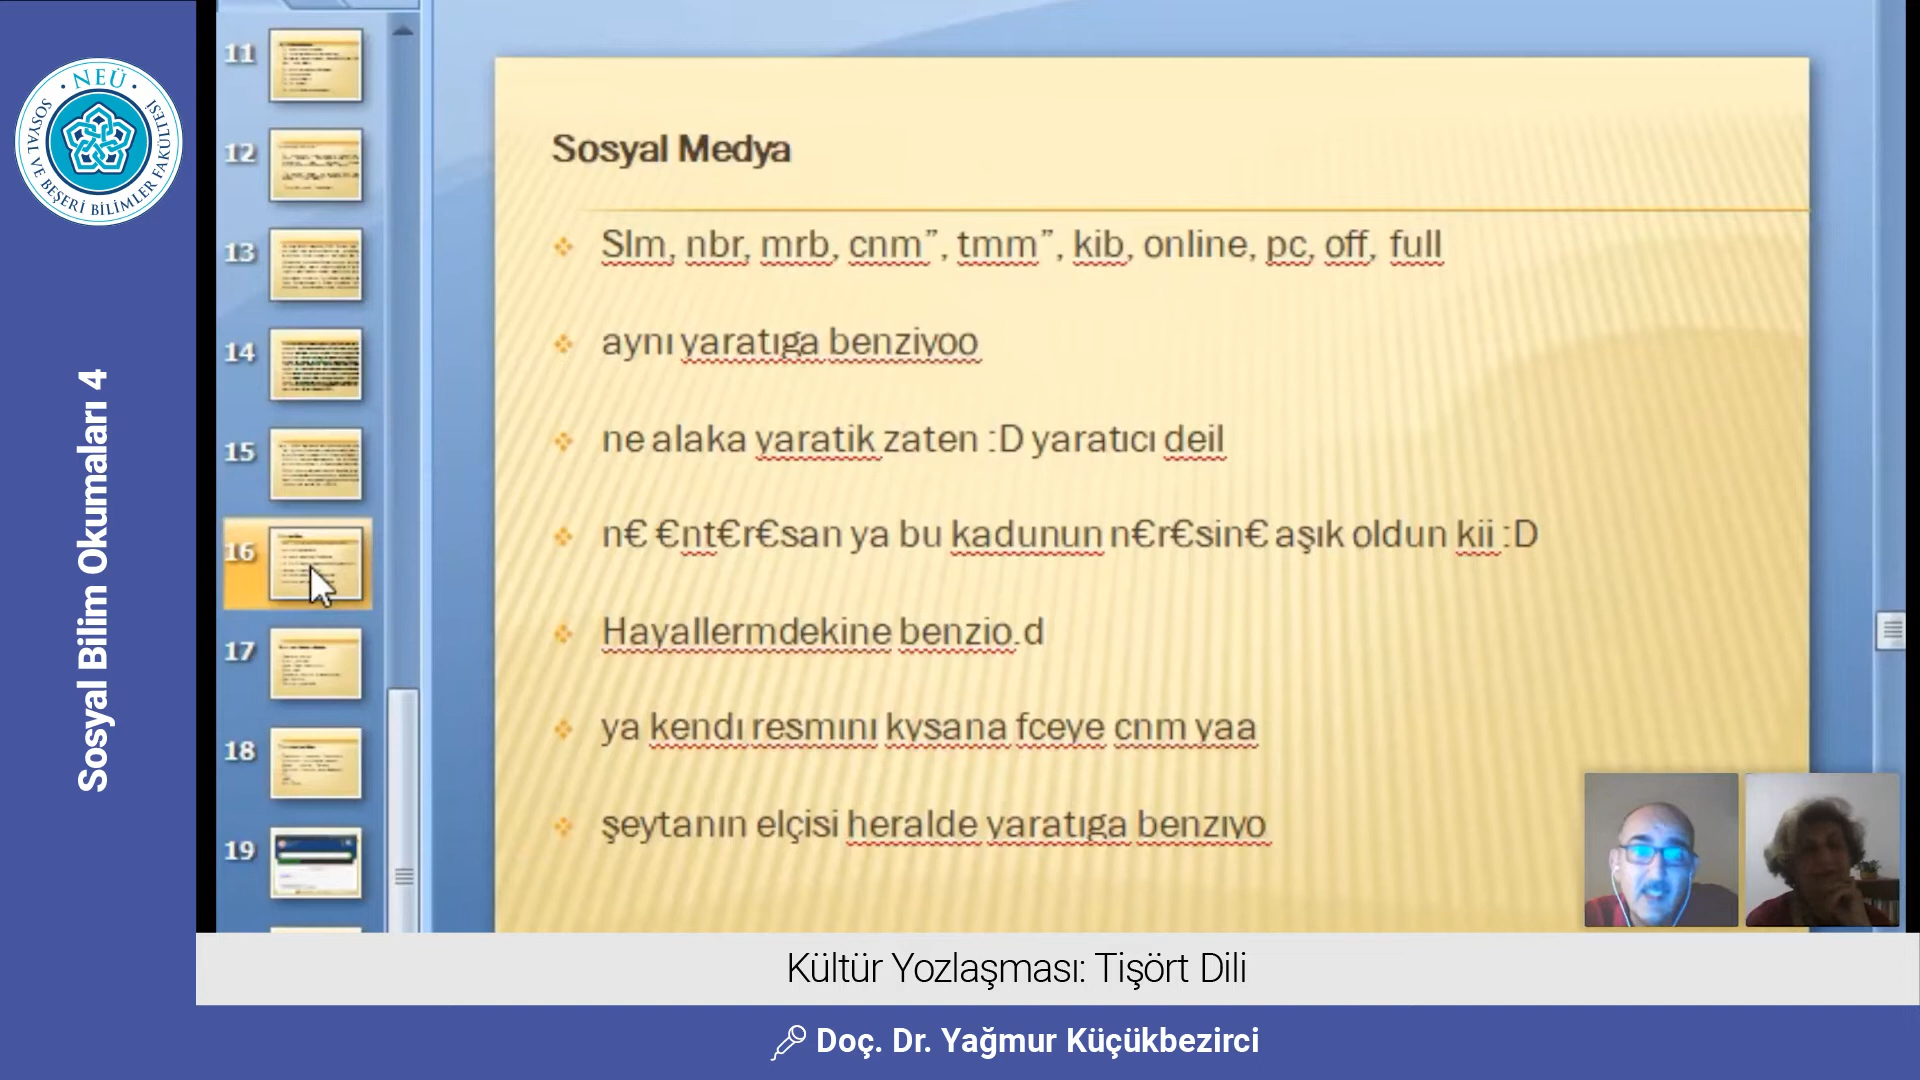 NEÜ
SOSYAL VE BEŞERİ BİLİMLER FAKÜLTESİ
Sosyal Bilim Okumaları 4
11
12
13
14
15
16
17
18
19
Sosyal Medya
Slm, nbr, mrb, cnm”, tmm”, kib, online, pc, off, full
aynı yaratıga benziyoo
ne alaka yaratik zaten :D yaratıcı deil
n€ €nt€r€san ya bu kadunun n€r€sin€ aşık oldun kii :D
Hayallermdekine benzio.d
ya kendı resmını kysana fceye cnm yaa
şeytanın elçisi heralde yaratıga benzıyo
Kültür Yozlaşması: Tişört Dili
Doç. Dr. Yağmur Küçükbezirci